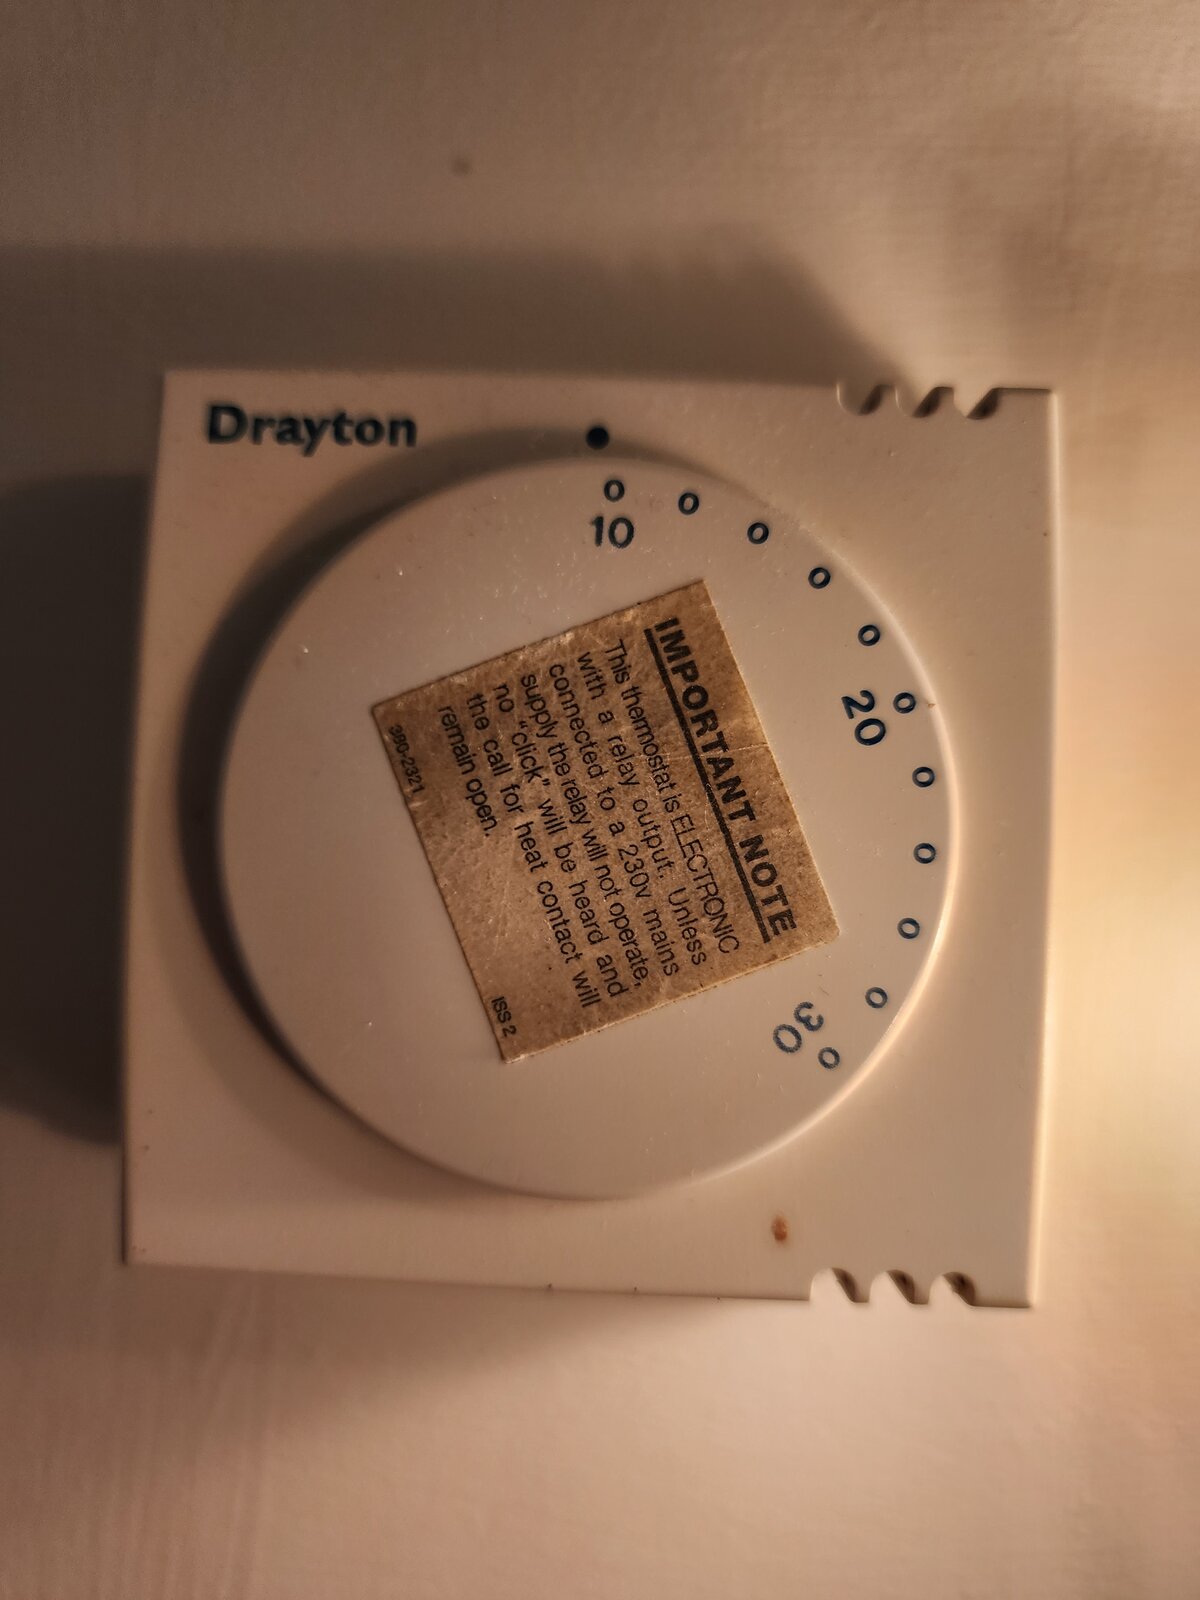 Drayton
10
20
30
IMPORTANT NOTE
This thermostat is ELECTRONIC
with a relay output. Unless
connected to a 230v mains
supply the relay will not operate,
no "click" will be heard and
the call for heat contact will
remain open.
380-2321
ISS 2